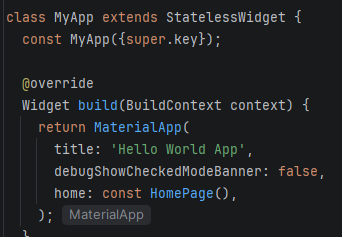 class MyApp extends StatelessWidget {
  const MyApp({super.key});

  @override
  Widget build(BuildContext context) {
    return MaterialApp(
      title: 'Hello World App',
      debugShowCheckedModeBanner: false,
      home: const HomePage(),
    ); MaterialApp
  }